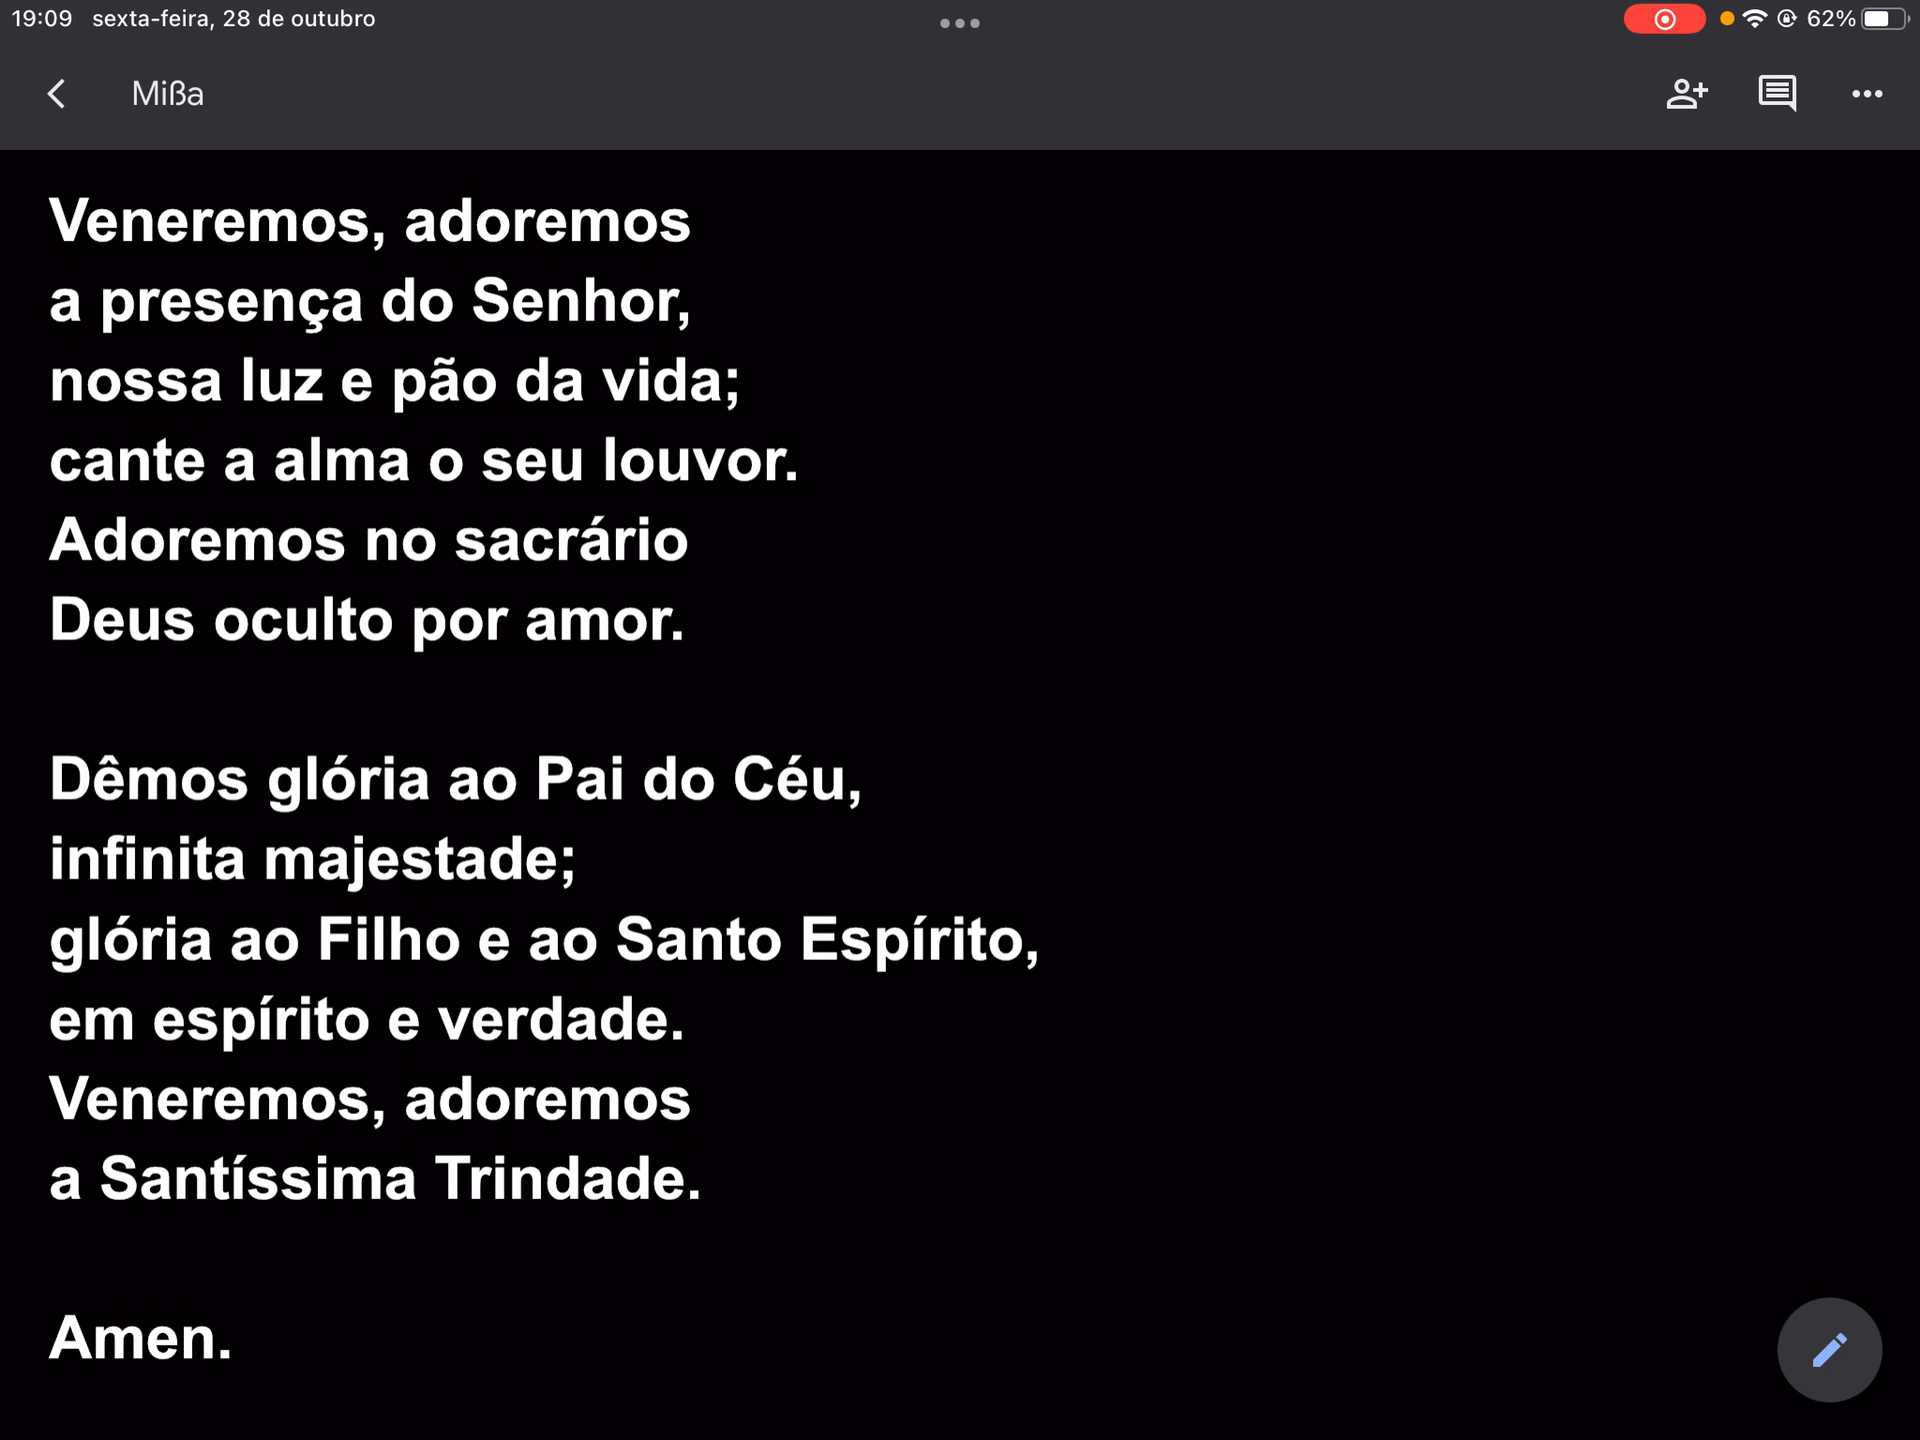 19:09 sexta-feira, 28 de outubro
62%
Mißa
Veneremos, adoremos
a presença do Senhor,
nossa luz e pão da vida;
cante a alma o seu louvor.
Adoremos no sacrário
Deus oculto por amor.
Dêmos glória ao Pai do Céu,
infinita majestade;
glória ao Filho e ao Santo Espírito,
em espírito e verdade.
Veneremos, adoremos
a Santíssima Trindade.
Amen.